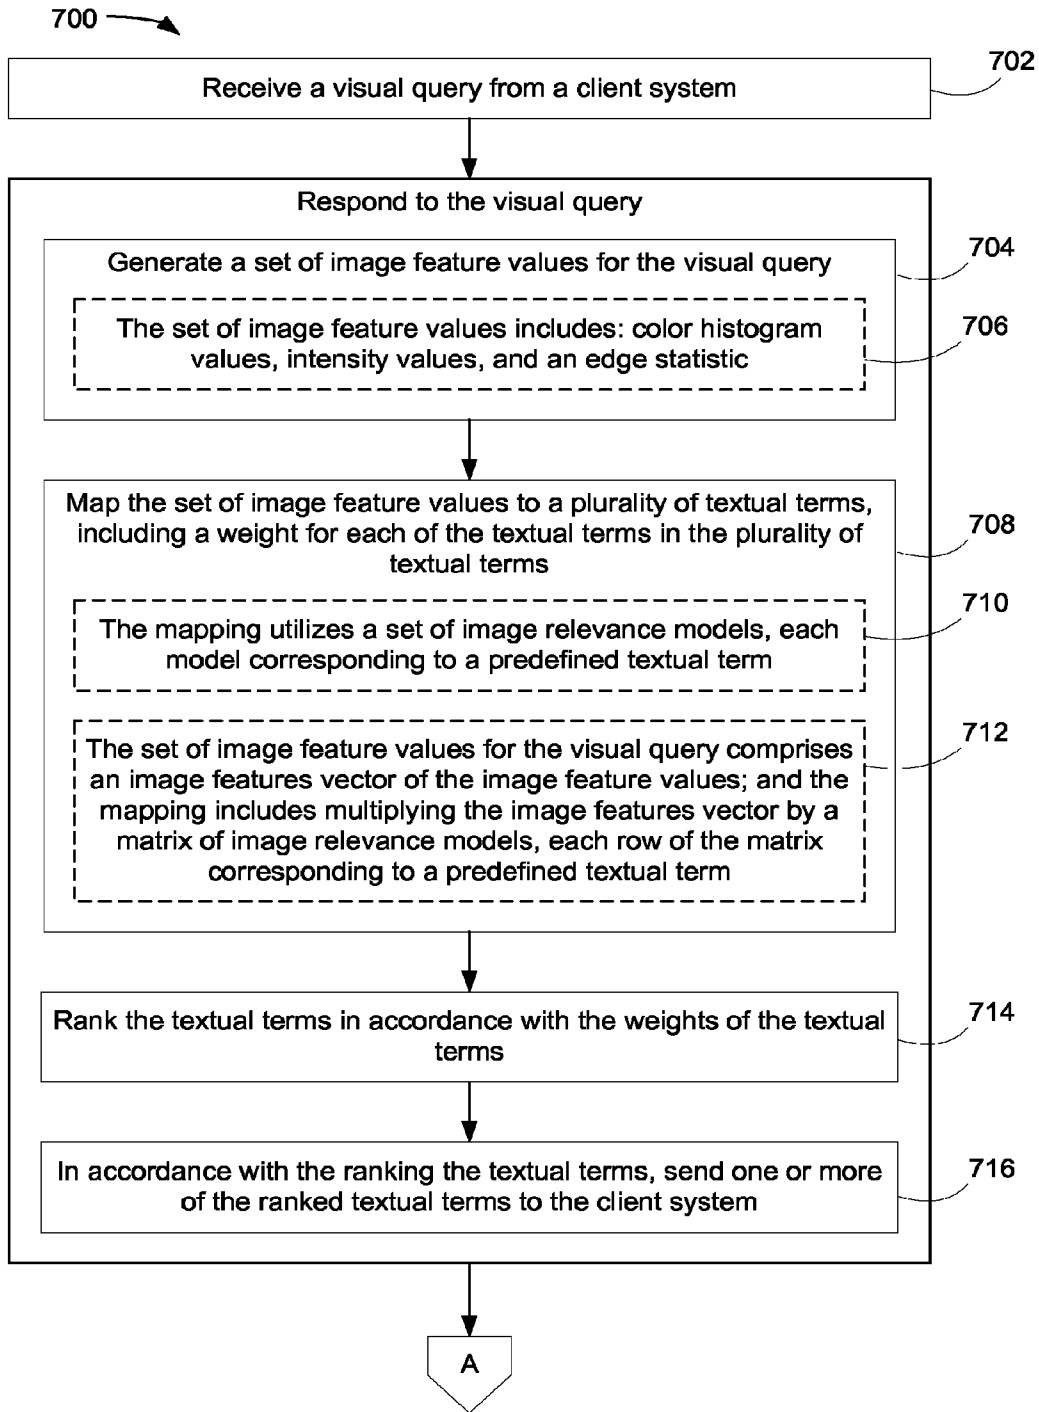 700
702
Receive a visual query from a client system
Respond to the visual query
704
Generate a set of image feature values for the visual query
706
The set of image feature values includes: color histogram
values, intensity values, and an edge statistic
Map the set of image feature values to a plurality of textual terms,
708
including a weight for each of the textual terms in the plurality of
textual terms
710
The mapping utilizes a set of image relevance models, each
model corresponding to a predefined textual term
712
The set of image feature values for the visual query comprises
an image features vector of the image feature values; and the
mapping includes multiplying the image features vector by a
matrix of image relevance models, each row of the matrix
corresponding to a predefined textual term
714
Rank the textual terms in accordance with the weights of the textual
terms
716
In accordance with the ranking the textual terms, send one or more
of the ranked textual terms to the client system
A